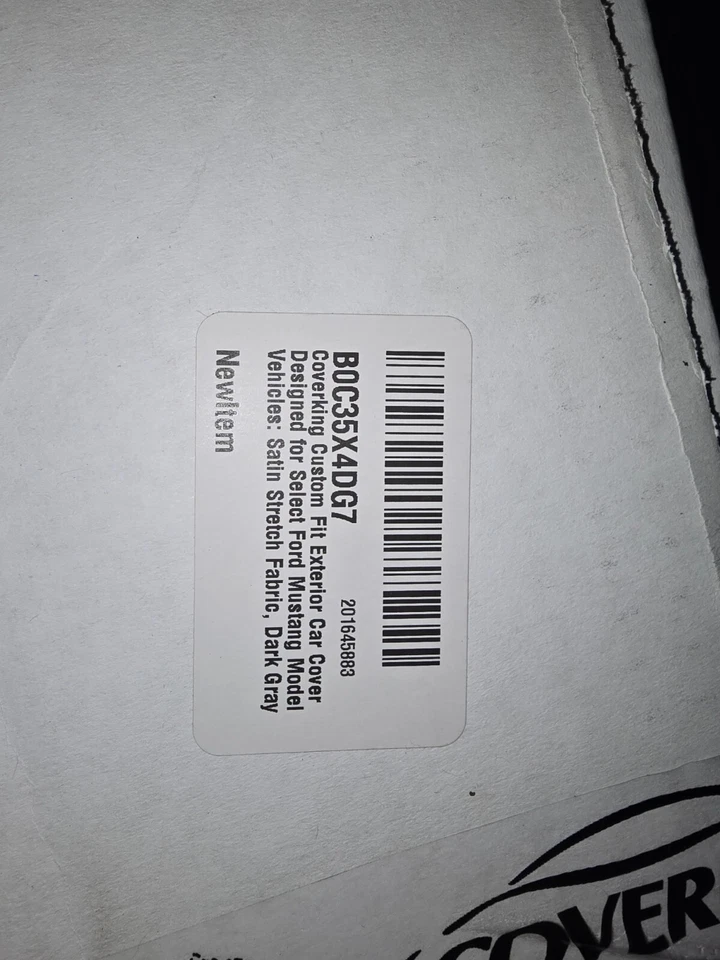 B0C35X4DG7 201645883
Coverking Custom Fit Exterior Car Cover
Designed for Select Ford Mustang Model
Vehicles: Satin Stretch Fabric, Dark Gray
NewItem
COVER